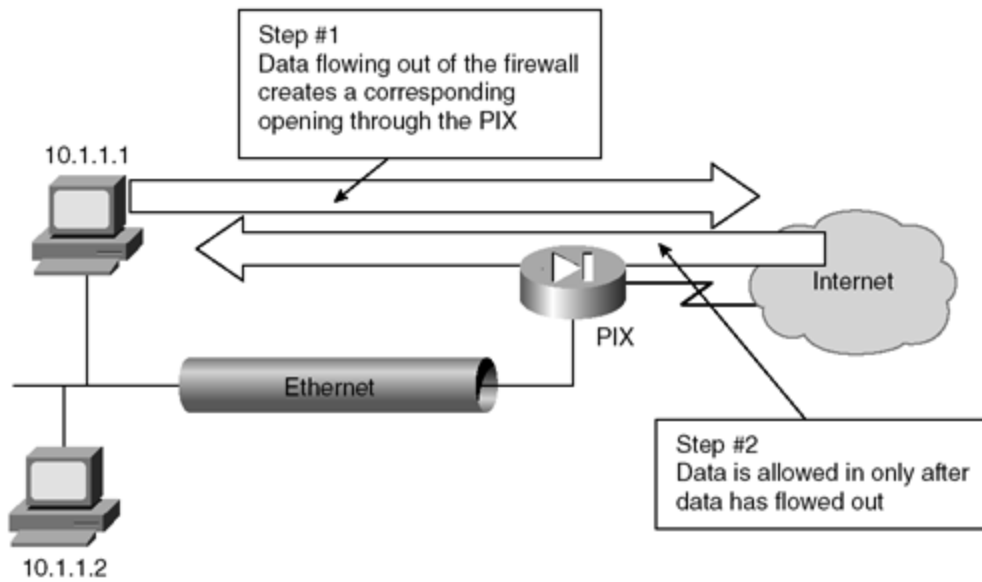 Step #1
Data flowing out of the firewall
creates a corresponding
opening through the PIX
10.1.1.1
Internet
PIX
Ethernet
Step #2
Data is allowed in only after
data has flowed out
10.1.1.2